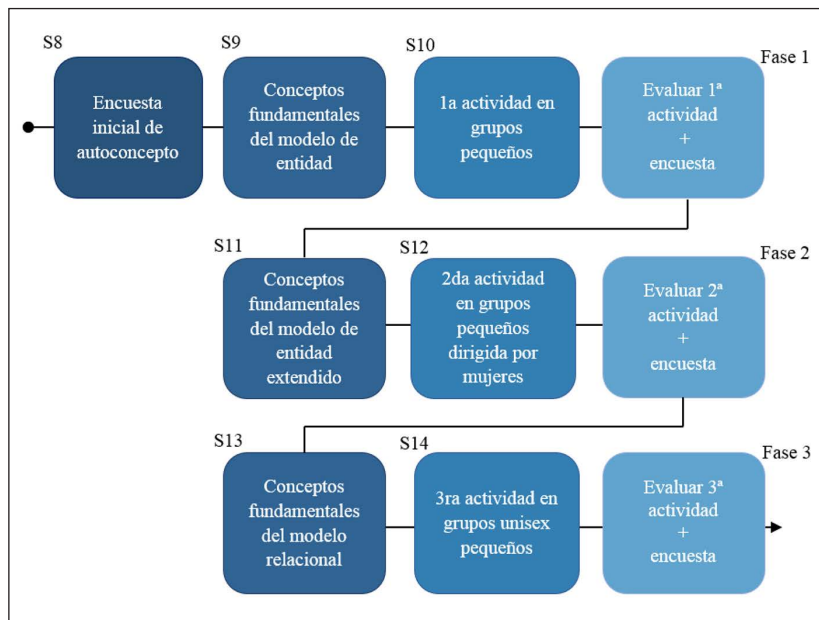 S8
Encuesta
inicial de
autoconcepto
S9
Conceptos
fundamentales
del modelo de
entidad
S10
1a actividad en
grupos
pequeños
Fase 1
Evaluar 1ª
actividad
+
encuesta
S11
Conceptos
fundamentales
del modelo de
entidad
extendido
S12
2da actividad
en grupos
pequeños
dirigida por
mujeres
Fase 2
Evaluar 2ª
actividad
+
encuesta
S13
Conceptos
fundamentales
del modelo
relacional
S14
3ra actividad en
grupos unisex
pequeños
Fase 3
Evaluar 3ª
actividad
+
encuesta